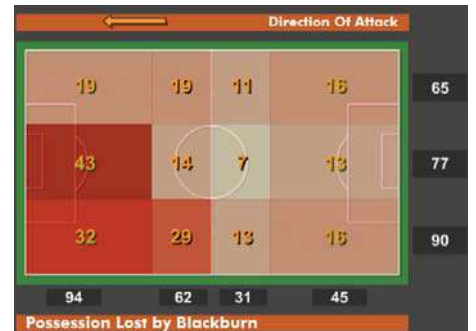 Direction Of Attack
19 19 11 16 65
43 14 7 13 77
32 29 13 16 90
94 62 31 45
Possession Lost by Blackburn